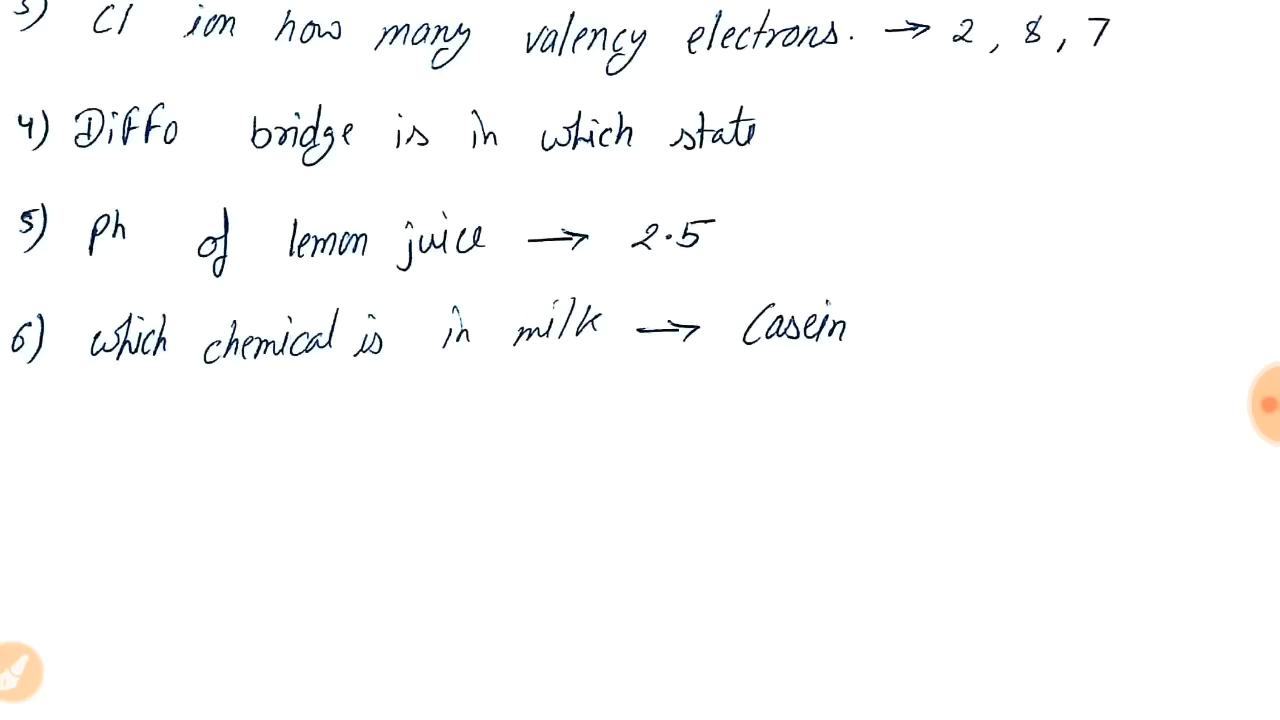 3) Cl ion how many valency electrons. → 2, 8, 7
4) Diffo bridge is in which state
5) Ph of lemon juice → 2.5
6) which chemical is in milk → Casein